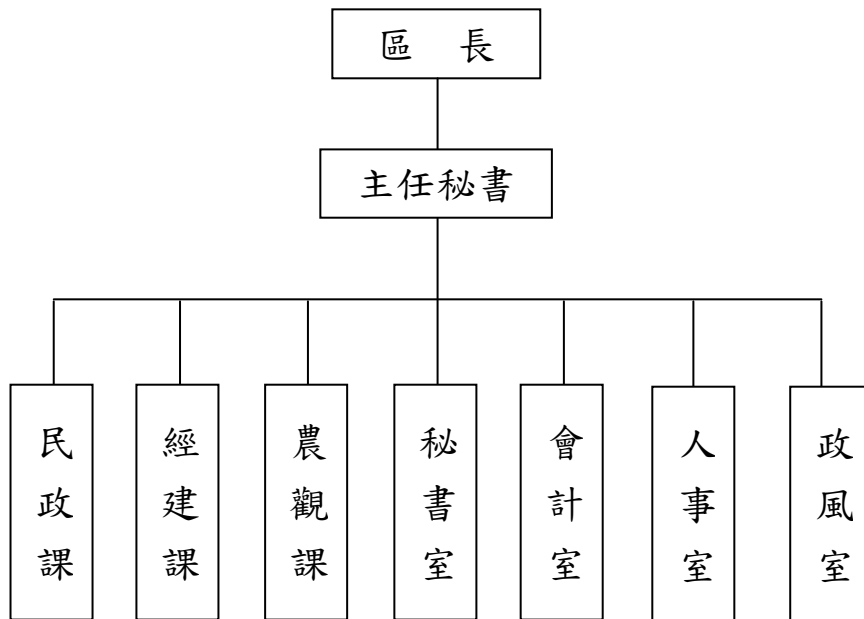 區 長
主任秘書
民政課
經建課
農觀課
秘書室
會計室
人事室
政風室